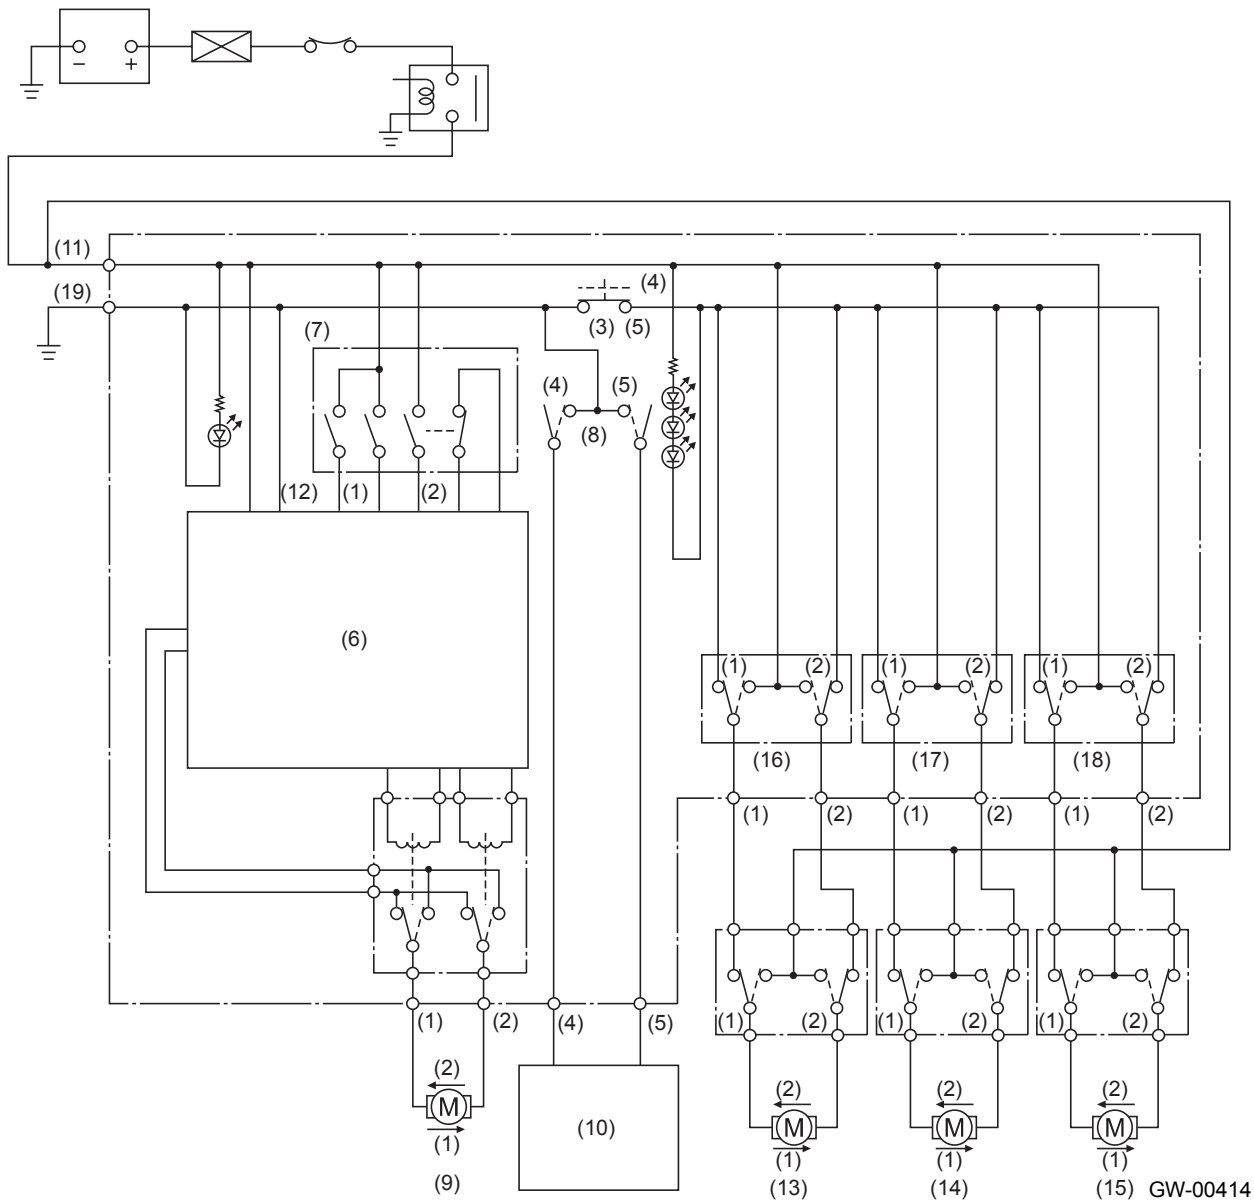 − +
(11)
(4)
(19)
(3) (5)
(7)
(4) (5)
(8)
(12) (1) (2)
(6)
(1) (2) (1) (2) (1) (2)
(16) (17) (18)
(1) (2) (1) (2) (1) (2)
(1) (2) (4) (5) (1) (2) (1) (2) (1) (2)
(2) (2) (2) (2)
M M M M
(10)
(1) (1) (1) (1)
(9) (13) (14) (15) GW-00414